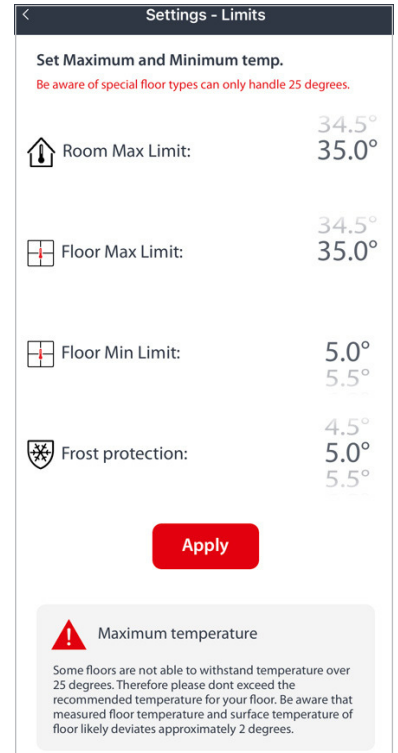 Settings - Limits
Set Maximum and Minimum temp.
Be aware of special floor types can only handle 25 degrees.
34.5°
Room Max Limit: 35.0°
34.5°
Floor Max Limit: 35.0°
Floor Min Limit: 5.0°
5.5°
4.5°
Frost protection: 5.0°
5.5°
Apply
Maximum temperature
Some floors are not able to withstand temperature over
25 degrees. Therefore please dont exceed the
recommended temperature for your floor. Be aware that
measured floor temperature and surface temperature of
floor likely deviates approximately 2 degrees.